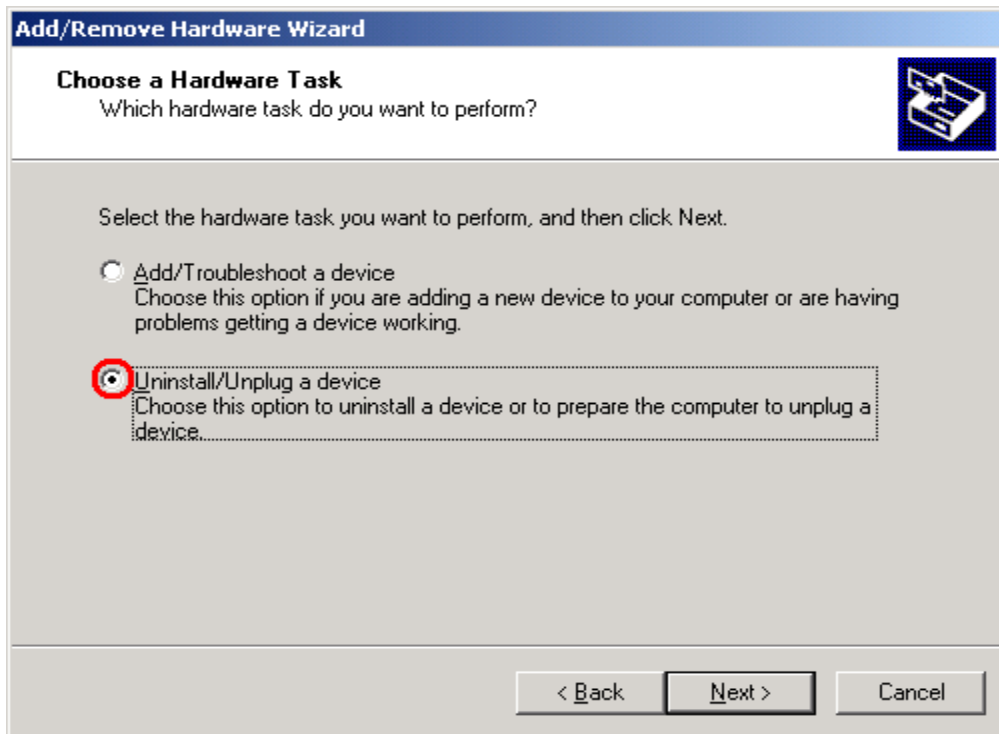 Add/Remove Hardware Wizard
Choose a Hardware Task
Which hardware task do you want to perform?
Select the hardware task you want to perform, and then click Next.
Add/Troubleshoot a device
Choose this option if you are adding a new device to your computer or are having
problems getting a device working.
Uninstall/Unplug a device
Choose this option to uninstall a device or to prepare the computer to unplug a
device.
< Back Next > Cancel